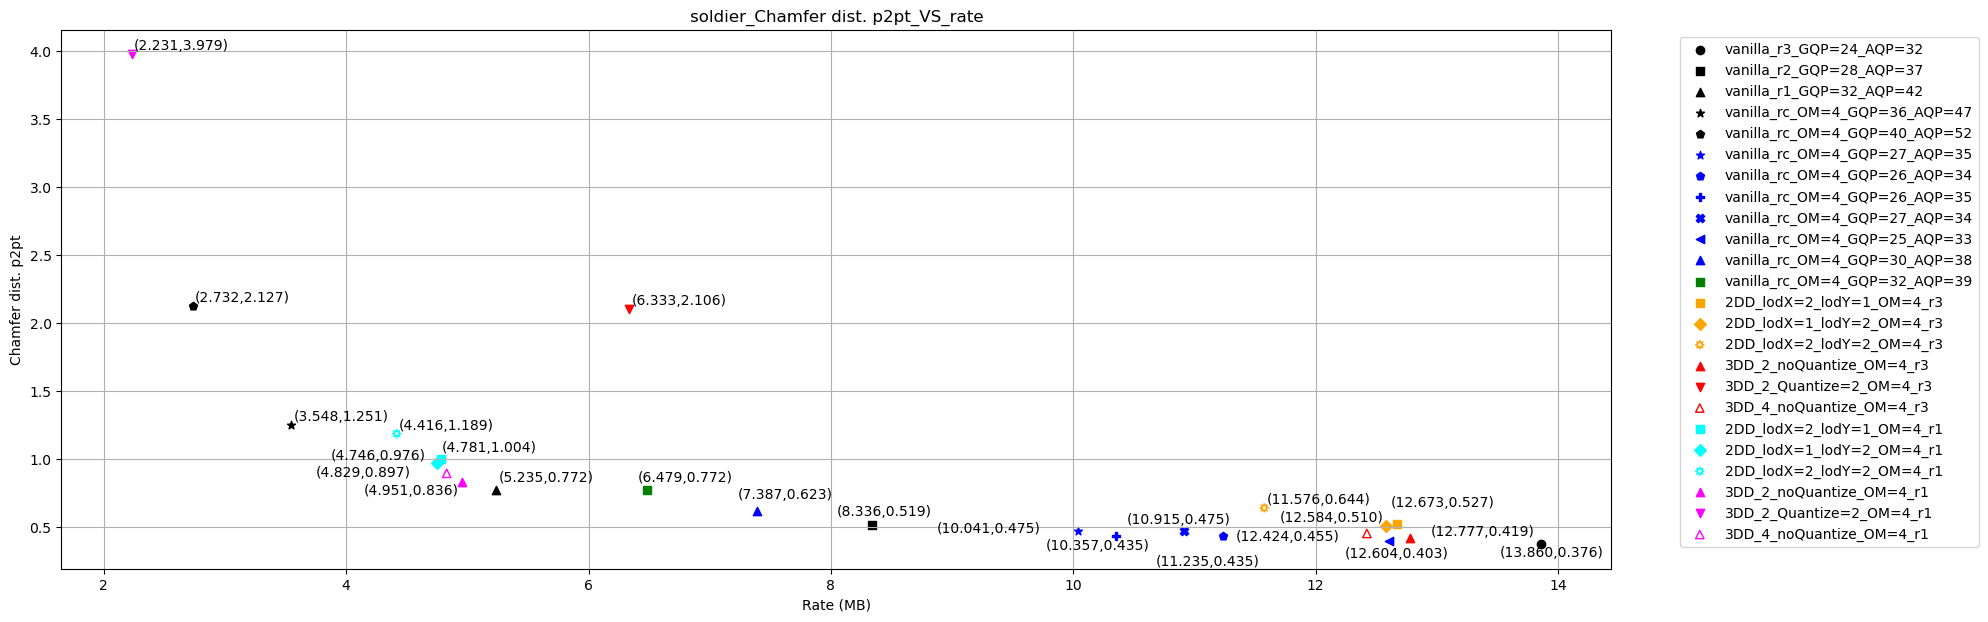 soldier_Chamfer dist. p2pt_VS_rate
Chamfer dist. p2pt
4.0
3.5
3.0
2.5
2.0
1.5
1.0
0.5
(2.231,3.979)
(2.732,2.127)
(6.333,2.106)
(3.548,1.251)
(4.416,1.189)
(4.781,1.004)
(4.746,0.976)
(4.829,0.897)
(4.951,0.836)
(5.235,0.772)
(6.479,0.772)
(7.387,0.623)
(8.336,0.519)
(10.041,0.475)
(10.357,0.435)
(10.915,0.475)
(11.235,0.435)
(11.576,0.644)
(12.584,0.510)
(12.424,0.455)
(12.673,0.527)
(12.777,0.419)
(12.604,0.403)
(13.860,0.376)
2
4
6
8
10
12
14
Rate (MB)
vanilla_r3_GQP=24_AQP=32
vanilla_r2_GQP=28_AQP=37
vanilla_r1_GQP=32_AQP=42
vanilla_rc_OM=4_GQP=36_AQP=47
vanilla_rc_OM=4_GQP=40_AQP=52
vanilla_rc_OM=4_GQP=27_AQP=35
vanilla_rc_OM=4_GQP=26_AQP=34
vanilla_rc_OM=4_GQP=26_AQP=35
vanilla_rc_OM=4_GQP=27_AQP=34
vanilla_rc_OM=4_GQP=25_AQP=33
vanilla_rc_OM=4_GQP=30_AQP=38
vanilla_rc_OM=4_GQP=32_AQP=39
2DD_lodX=2_lodY=1_OM=4_r3
2DD_lodX=1_lodY=2_OM=4_r3
2DD_lodX=2_lodY=2_OM=4_r3
3DD_2_noQuantize_OM=4_r3
3DD_2_Quantize=2_OM=4_r3
3DD_4_noQuantize_OM=4_r3
2DD_lodX=2_lodY=1_OM=4_r1
2DD_lodX=1_lodY=2_OM=4_r1
2DD_lodX=2_lodY=2_OM=4_r1
3DD_2_noQuantize_OM=4_r1
3DD_2_Quantize=2_OM=4_r1
3DD_4_noQuantize_OM=4_r1